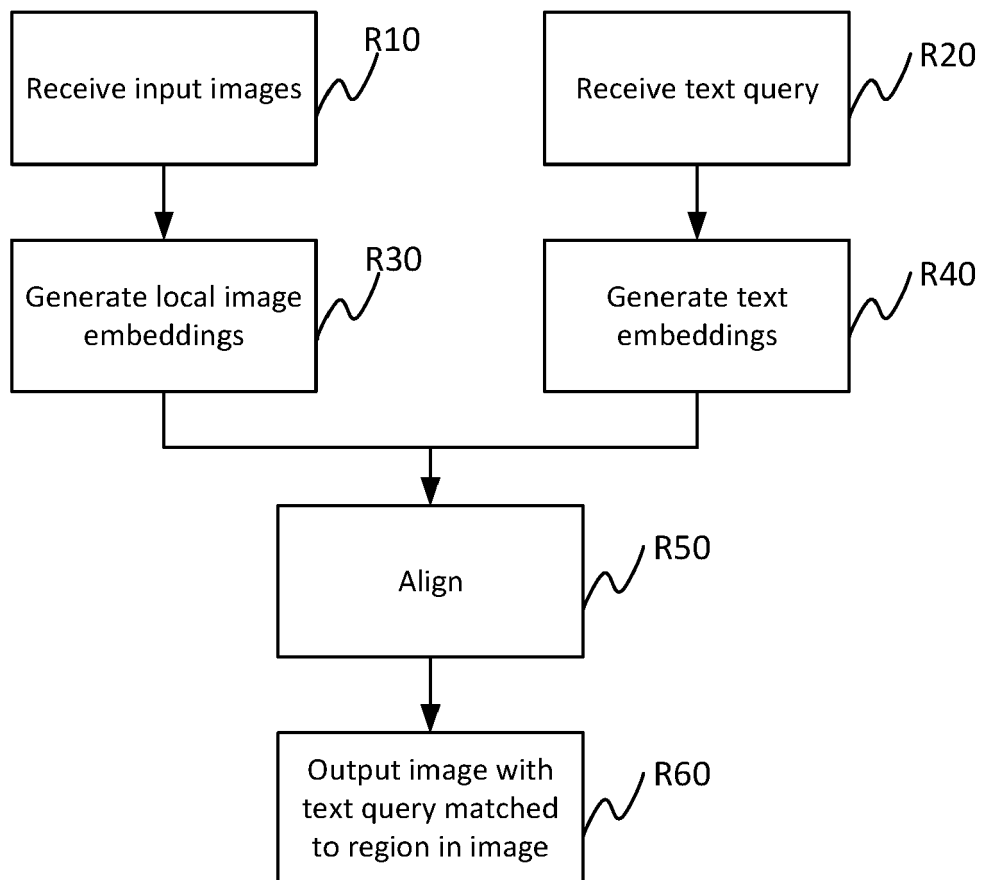 R10
Receive input images
R20
Receive text query
R30
Generate local image
embeddings
R40
Generate text
embeddings
R50
Align
R60
Output image with
text query matched
to region in image